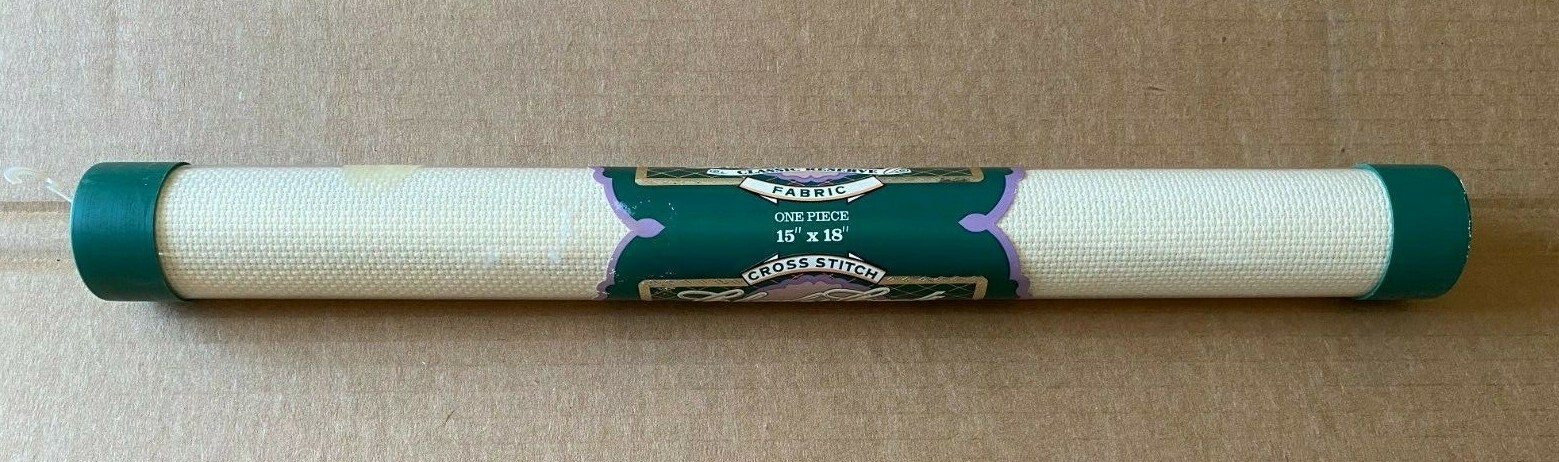 CLASSIC RESERVE
FABRIC
ONE PIECE
15" x 18"
CROSS STITCH